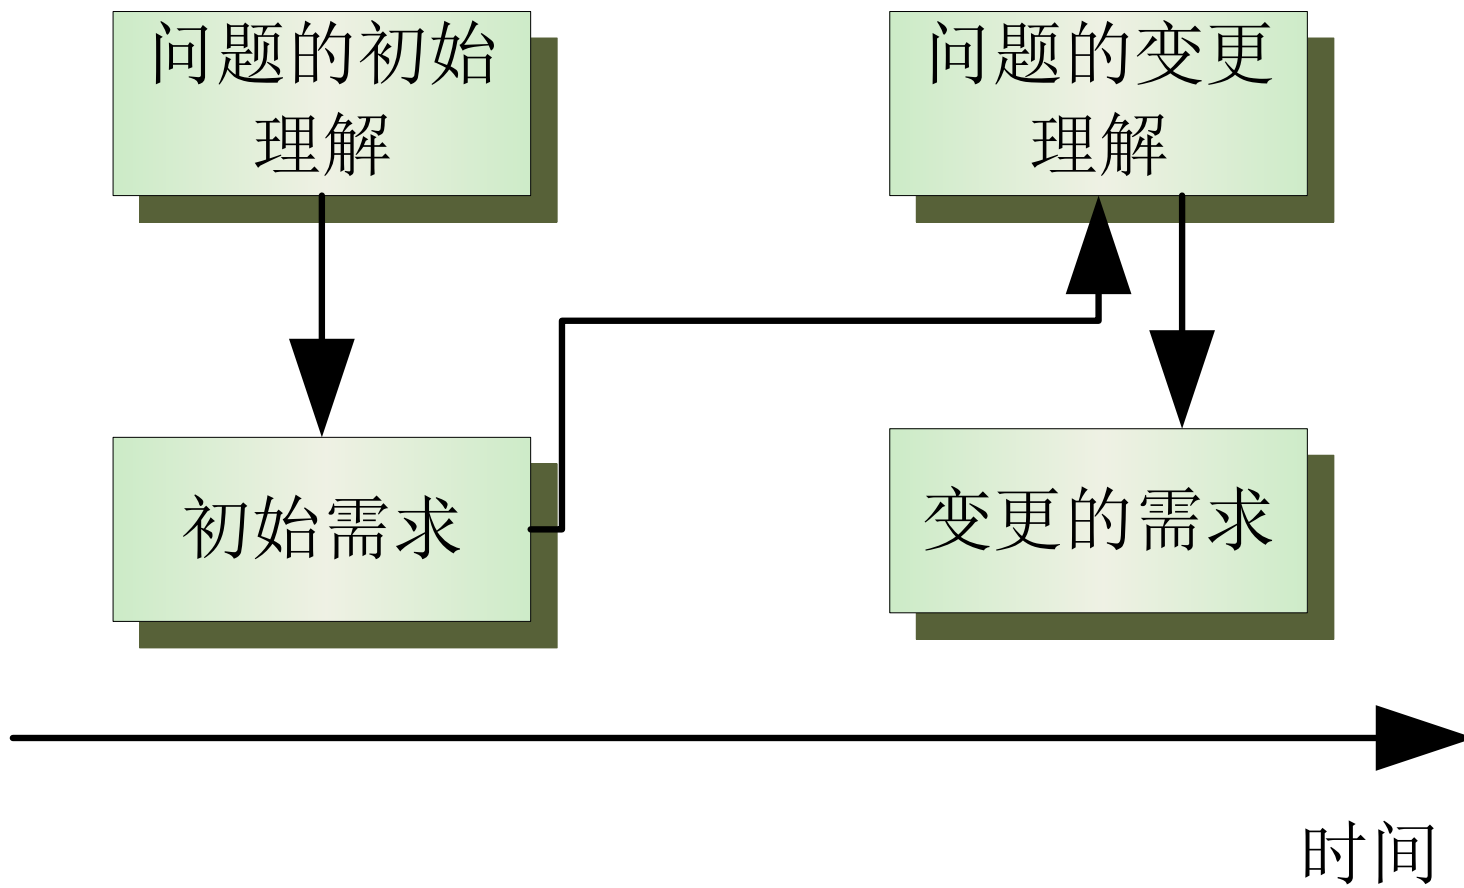 问题的初始
理解
问题的变更
理解
初始需求
变更的需求
时间